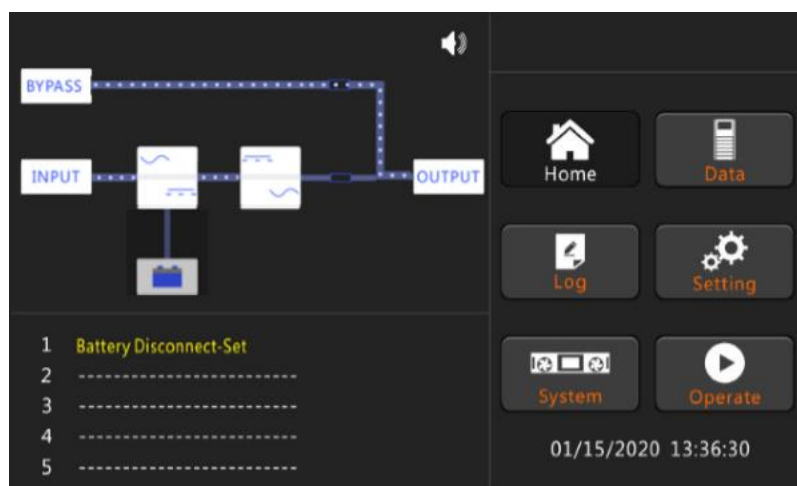 BYPASS
INPUT
OUTPUT
1 Battery Disconnect-Set
2 -------------------------
3 -------------------------
4 -------------------------
5 -------------------------
Home
Data
Log
Setting
System
Operate
01/15/2020 13:36:30